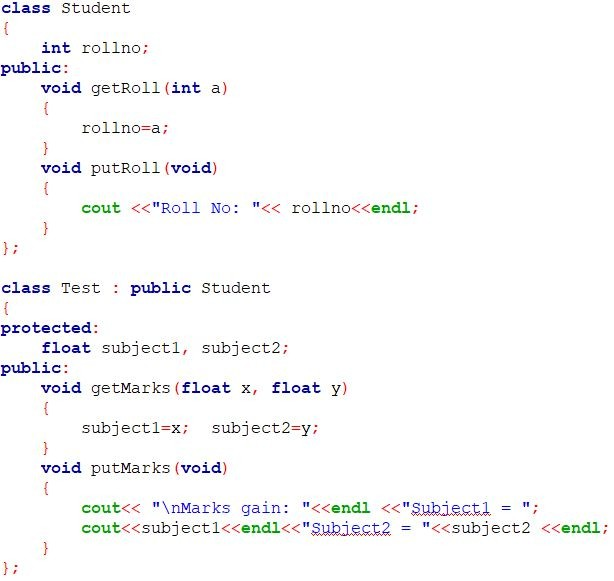 class Student
{
    int rollno;
public:
    void getRoll(int a)
    {
        rollno=a;
    }
    void putRoll(void)
    {
        cout <<"Roll No: "<< rollno<<endl;
    }
};

class Test : public Student
{
protected:
    float subject1, subject2;
public:
    void getMarks(float x, float y)
    {
        subject1=x;  subject2=y;
    }
    void putMarks(void)
    {
        cout<< "\nMarks gain: "<<endl <<"Subject1 = ";
        cout<<subject1<<endl<<"Subject2 = "<<subject2 <<endl;
    }
};